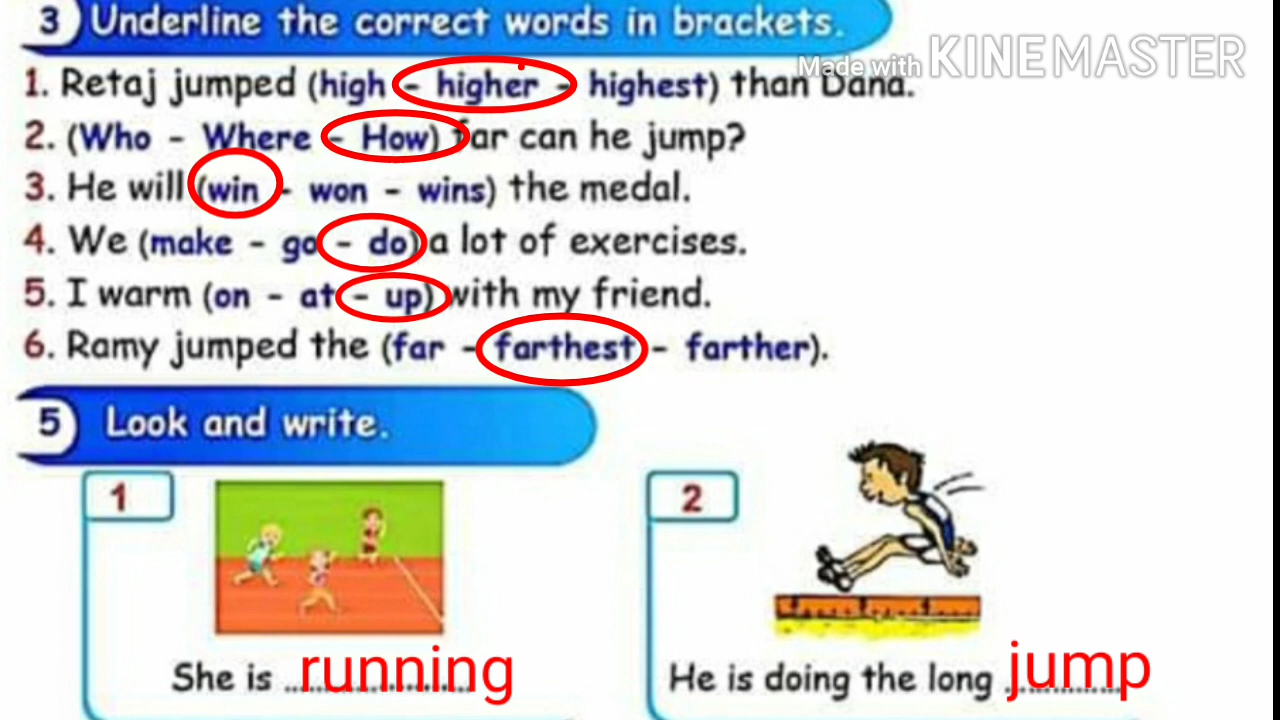 3 Underline the correct words in brackets.
Made with KINEMASTER
1. Retaj jumped (high - higher - highest) than Dana.
2. (Who - Where - How) far can he jump?
3. He will (win - won - wins) the medal.
4. We (make - go - do) a lot of exercises.
5. I warm (on - at - up) with my friend.
6. Ramy jumped the (far - farthest - farther).
5 Look and write.
1
2
She is ....running....
He is doing the long ....jump....